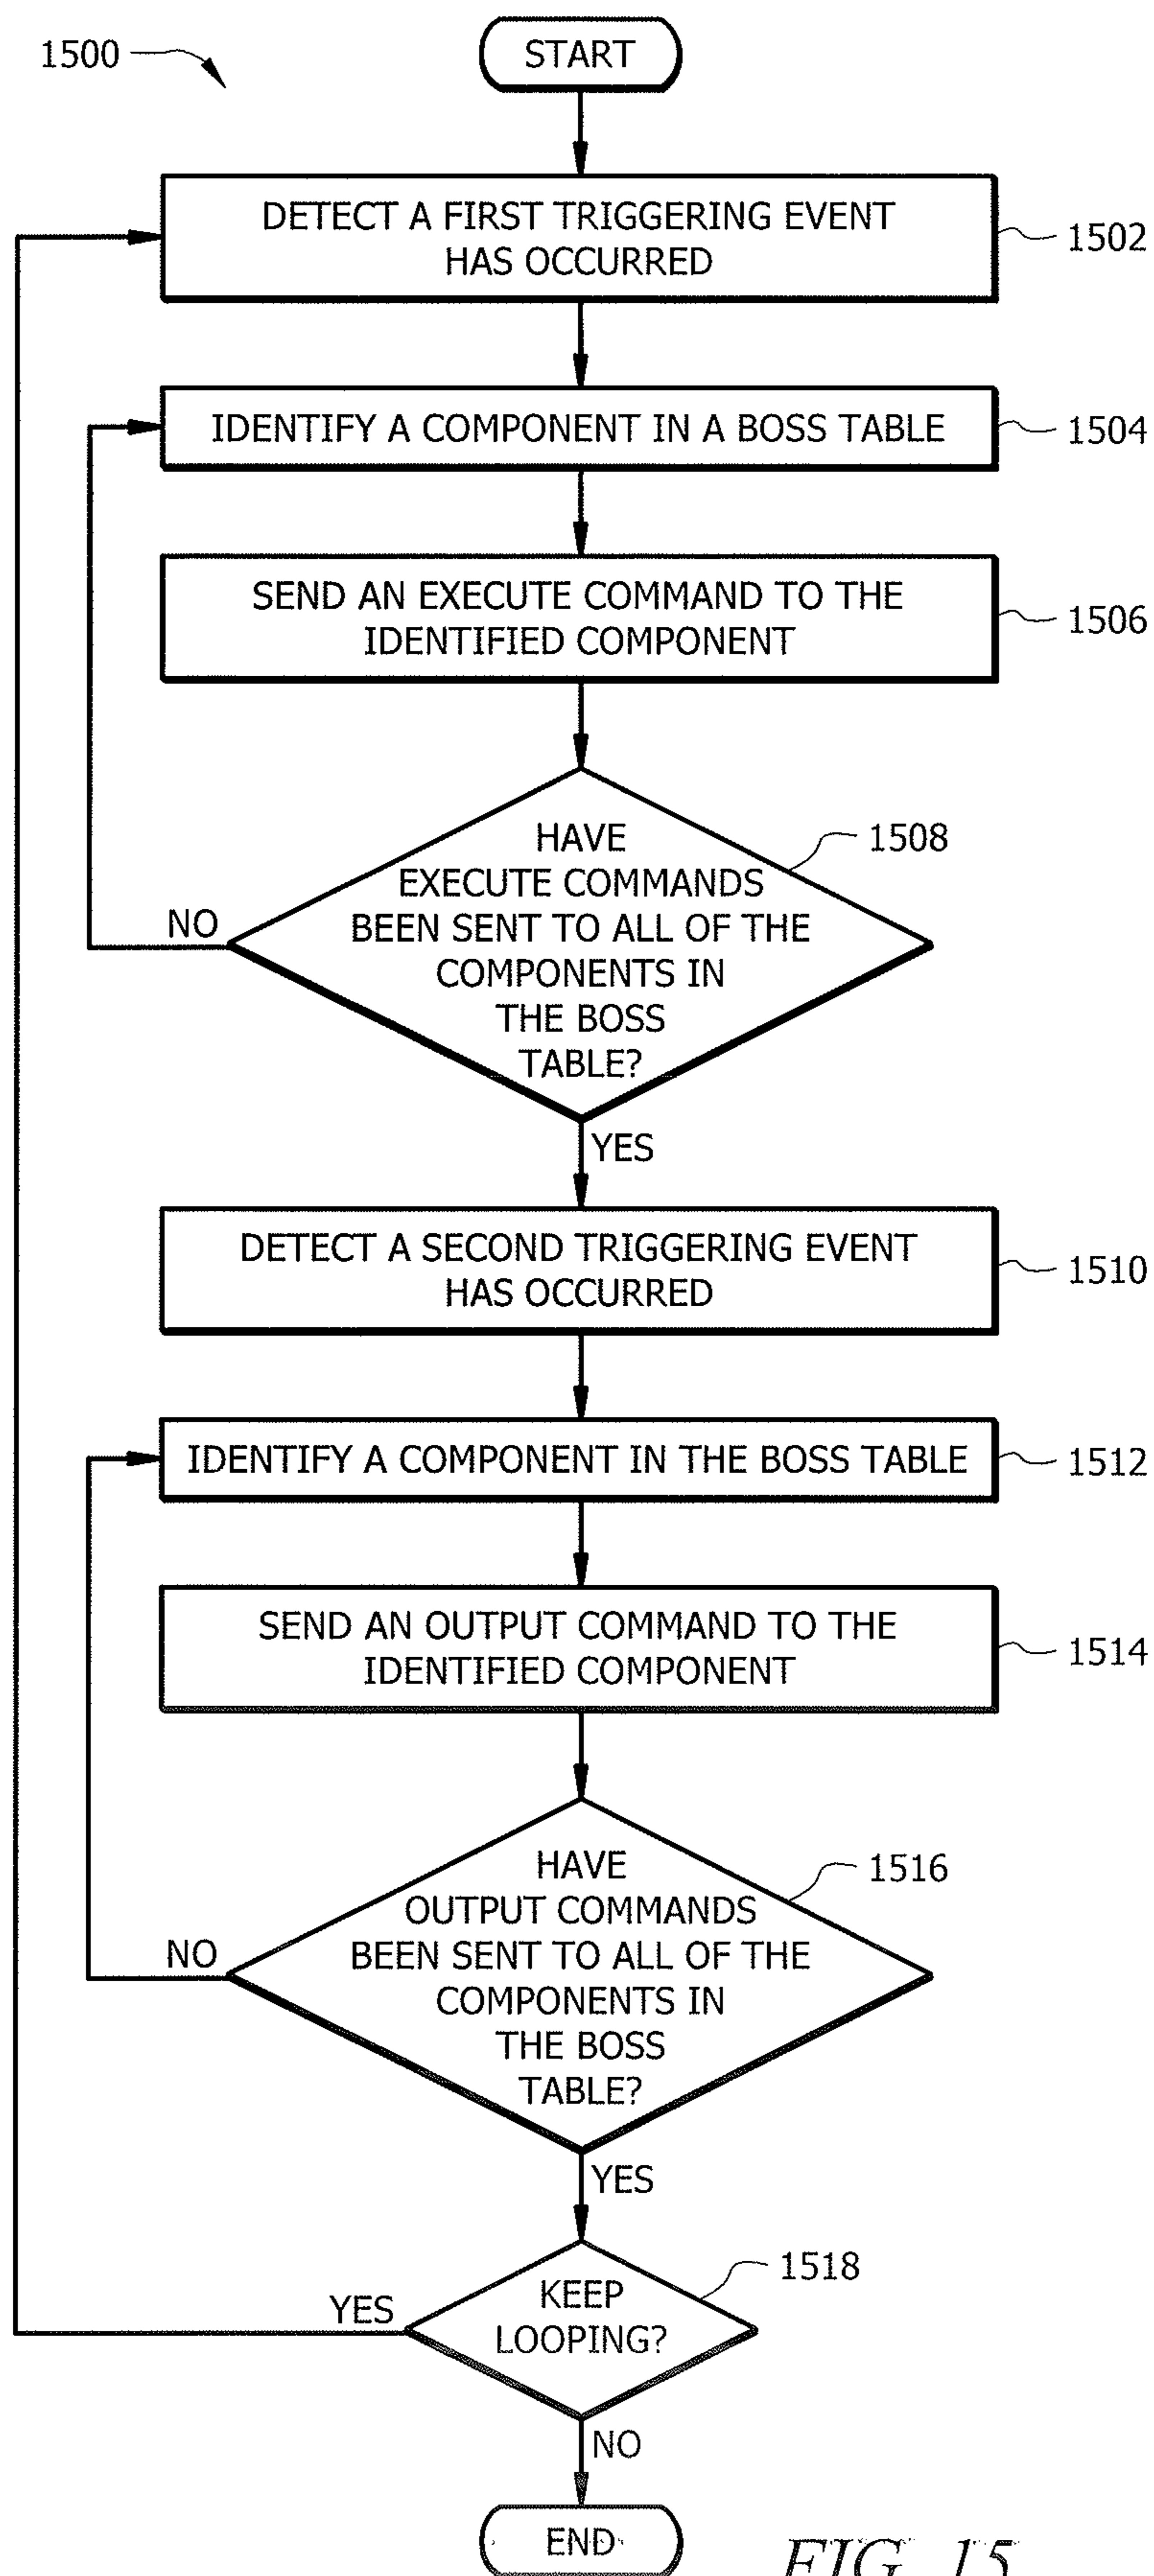 1500
START
DETECT A FIRST TRIGGERING EVENT
HAS OCCURRED
1502
IDENTIFY A COMPONENT IN A BOSS TABLE
1504
SEND AN EXECUTE COMMAND TO THE
IDENTIFIED COMPONENT
1506
HAVE
EXECUTE COMMANDS
BEEN SENT TO ALL OF THE
COMPONENTS IN
THE BOSS
TABLE?
1508
NO
YES
DETECT A SECOND TRIGGERING EVENT
HAS OCCURRED
1510
IDENTIFY A COMPONENT IN THE BOSS TABLE
1512
SEND AN OUTPUT COMMAND TO THE
IDENTIFIED COMPONENT
1514
HAVE
OUTPUT COMMANDS
BEEN SENT TO ALL OF THE
COMPONENTS IN
THE BOSS
TABLE?
1516
NO
YES
KEEP
LOOPING?
1518
YES
NO
END
FIG. 15